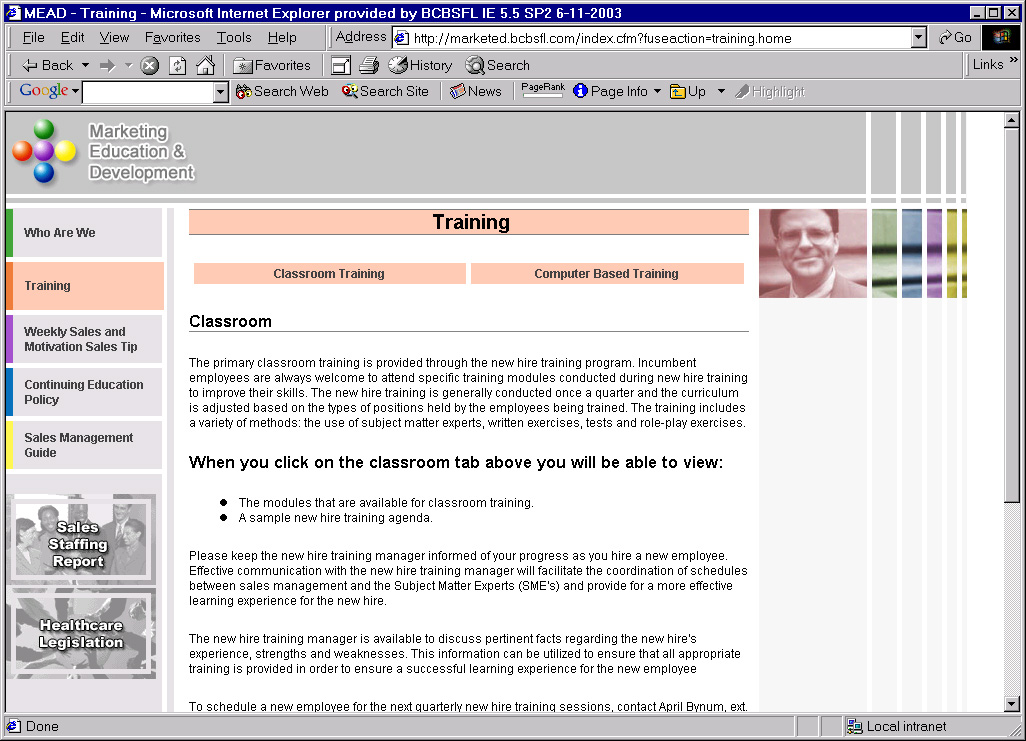 MEAD - Training - Microsoft Internet Explorer provided by BCBSFL IE 5.5 SP2 6-11-2003
File Edit View Favorites Tools Help
Address http://marketed.bcbsfl.com/index.cfm?fuseaction=training.home Go
Back Favorites History Search Links »
Google Search Web Search Site News PageRank Page Info Up Highlight
Marketing
Education &
Development
Who Are We
Training
Weekly Sales and
Motivation Sales Tip
Continuing Education
Policy
Sales Management
Guide
Sales
Staffing
Report
Healthcare
Legislation
Training
Classroom Training Computer Based Training
Classroom
The primary classroom training is provided through the new hire training program. Incumbent
employees are always welcome to attend specific training modules conducted during new hire training
to improve their skills. The new hire training is generally conducted once a quarter and the curriculum
is adjusted based on the types of positions held by the employees being trained. The training includes
a variety of methods: the use of subject matter experts, written exercises, tests and role-play exercises.
When you click on the classroom tab above you will be able to view:
● The modules that are available for classroom training.
● A sample new hire training agenda.
Please keep the new hire training manager informed of your progress as you hire a new employee.
Effective communication with the new hire training manager will facilitate the coordination of schedules
between sales management and the Subject Matter Experts (SME's) and provide for a more effective
learning experience for the new hire.
The new hire training manager is available to discuss pertinent facts regarding the new hire's
experience, strengths and weaknesses. This information can be utilized to ensure that all appropriate
training is provided in order to ensure a successful learning experience for the new employee
To schedule a new employee for the next quarterly new hire training sessions, contact April Bynum, ext.
Done Local intranet